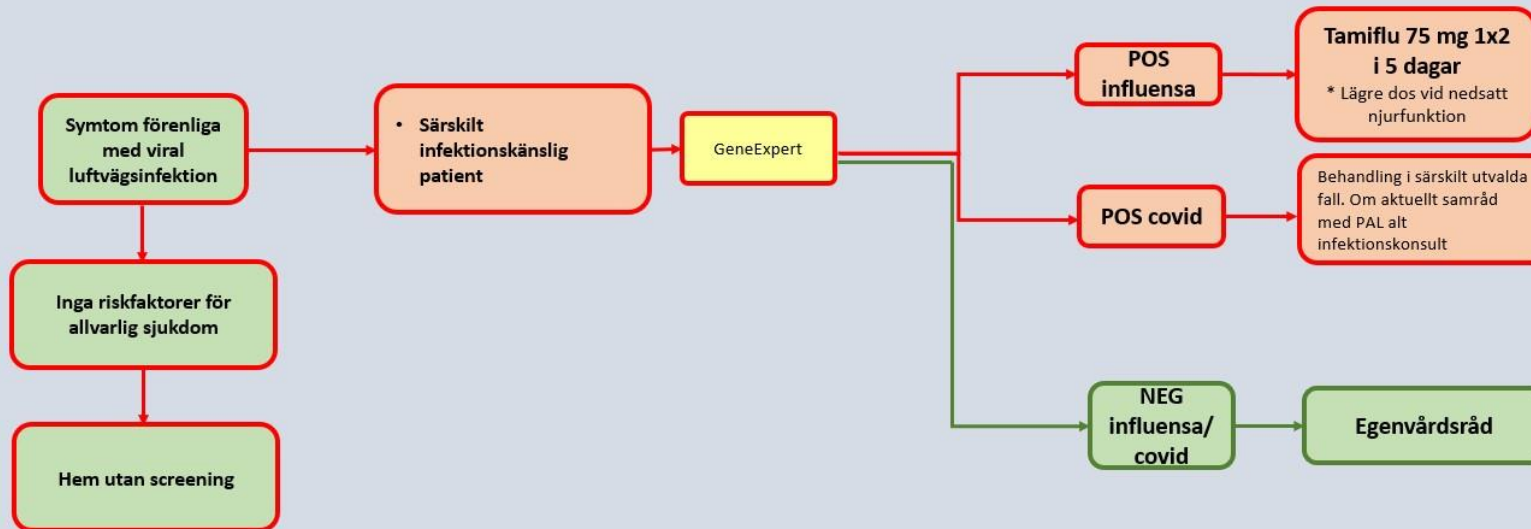 Symtom förenliga
med viral
luftvägsinfektion
Inga riskfaktorer för
allvarlig sjukdom
Hem utan screening
• Särskilt
infektionskänslig
patient
GeneExpert
POS
influensa
Tamiflu 75 mg 1x2
i 5 dagar
* Lägre dos vid nedsatt
njurfunktion
POS covid
Behandling i särskilt utvalda
fall. Om aktuellt samråd
med PAL alt
infektionskonsult
NEG
influensa/
covid
Egenvårdsråd